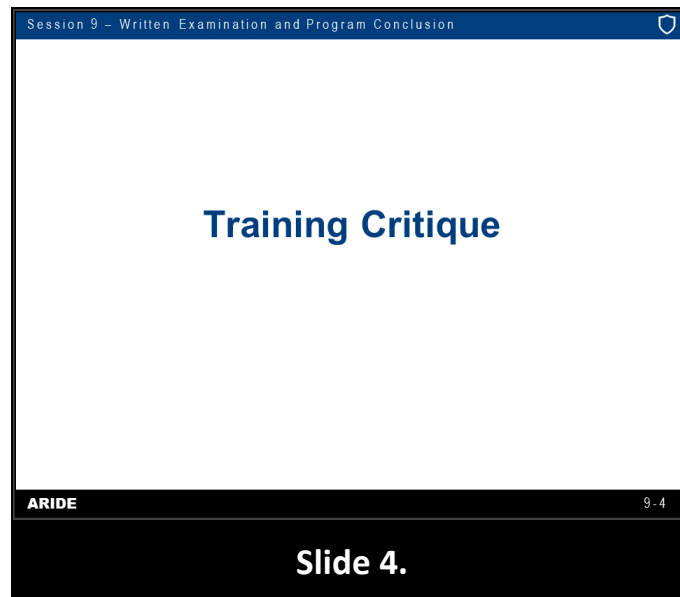 Session 9 – Written Examination and Program Conclusion
Training Critique
ARIDE
9-4
Slide 4.